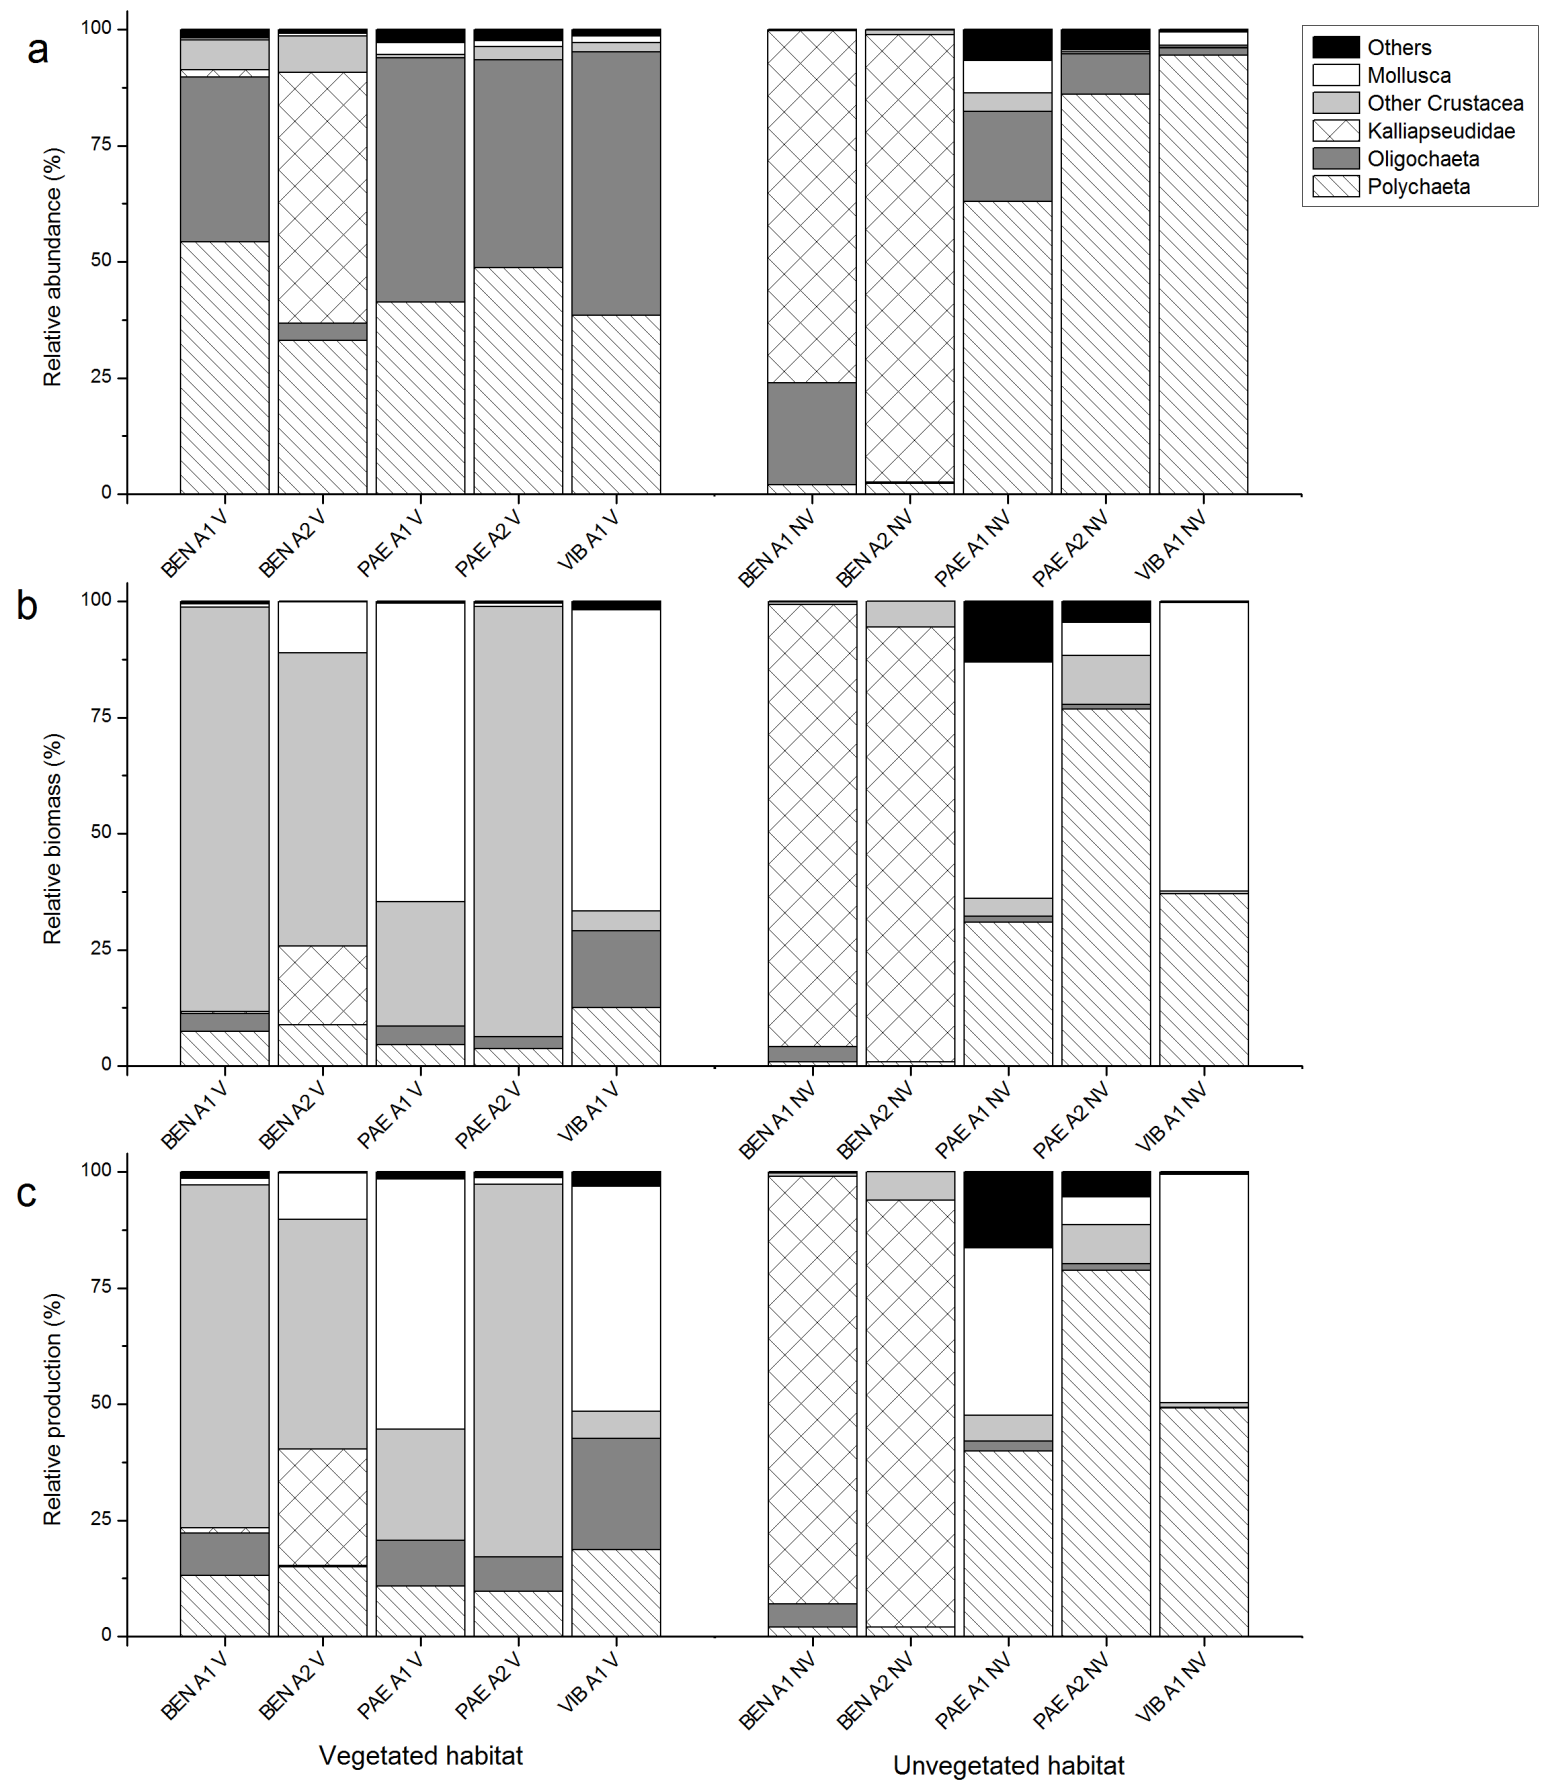 a
Relative abundance (%)
100
75
50
25
0
BEN A1 V
BEN A2 V
PAE A1 V
PAE A2 V
VIB A1 V
BEN A1 NV
BEN A2 NV
PAE A1 NV
PAE A2 NV
VIB A1 NV
Others
Mollusca
Other Crustacea
Kalliapseudidae
Oligochaeta
Polychaeta
b
Relative biomass (%)
100
75
50
25
0
BEN A1 V
BEN A2 V
PAE A1 V
PAE A2 V
VIB A1 V
BEN A1 NV
BEN A2 NV
PAE A1 NV
PAE A2 NV
VIB A1 NV
c
Relative production (%)
100
75
50
25
0
BEN A1 V
BEN A2 V
PAE A1 V
PAE A2 V
VIB A1 V
BEN A1 NV
BEN A2 NV
PAE A1 NV
PAE A2 NV
VIB A1 NV
Vegetated habitat
Unvegetated habitat